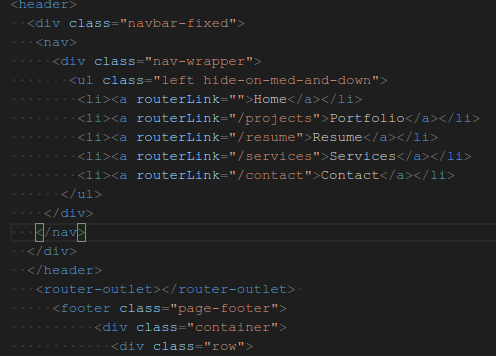 <header>
<div class="navbar-fixed">
<nav>
<div class="nav-wrapper">
<ul class="left hide-on-med-and-down">
<li><a routerLink="">Home</a></li>
<li><a routerLink="/projects">Portfolio</a></li>
<li><a routerLink="/resume">Resume</a></li>
<li><a routerLink="/services">Services</a></li>
<li><a routerLink="/contact">Contact</a></li>
</ul>
</div>
</nav>
</div>
</header>
<router-outlet></router-outlet>
<footer class="page-footer">
<div class="container">
<div class="row">